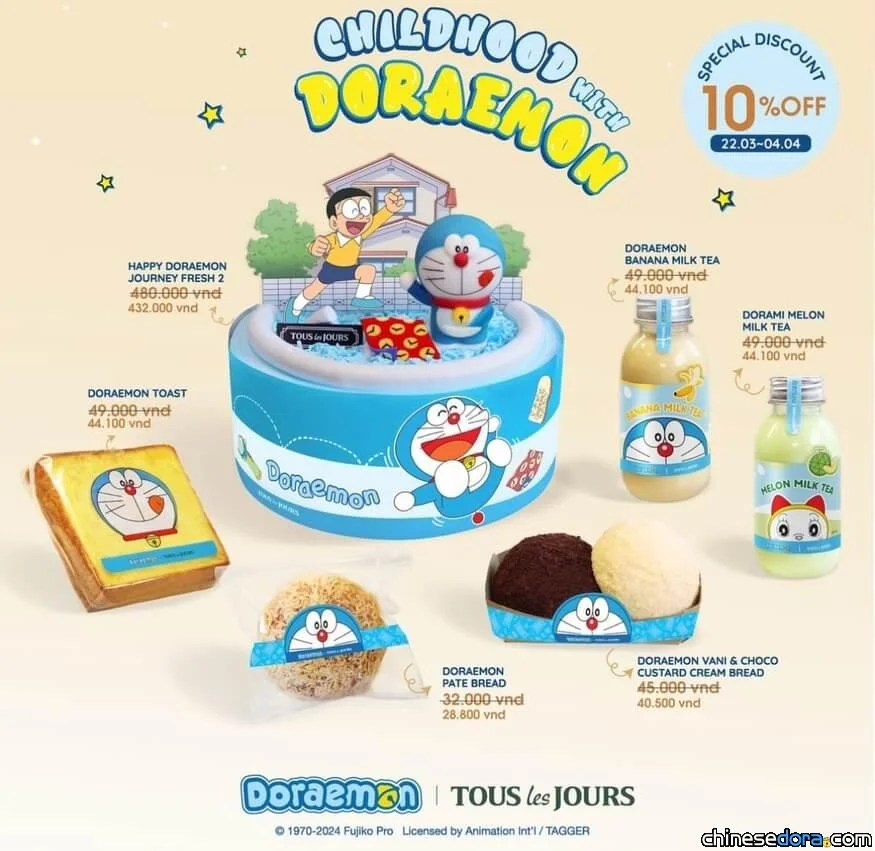 CHILDHOOD WITH
DORAEMON
SPECIAL DISCOUNT
10%OFF
22.03~04.04
HAPPY DORAEMON
JOURNEY FRESH 2
480.000 vnd
432.000 vnd
DORAEMON
BANANA MILK TEA
49.000 vnd
44.100 vnd
DORAMI MELON
MILK TEA
49.000 vnd
44.100 vnd
TOUS les JOURS
DORAEMON TOAST
49.000 vnd
44.100 vnd
BANANA MILK TEA
MELON MILK TEA
Doraemon
TOUS les JOURS
DORAEMON
PATE BREAD
32.000 vnd
28.800 vnd
DORAEMON VANI & CHOCO
CUSTARD CREAM BREAD
45.000 vnd
40.500 vnd
Doraemon | TOUS les JOURS
© 1970-2024 Fujiko Pro Licensed by Animation Int'l / TAGGER
chinesedora.com